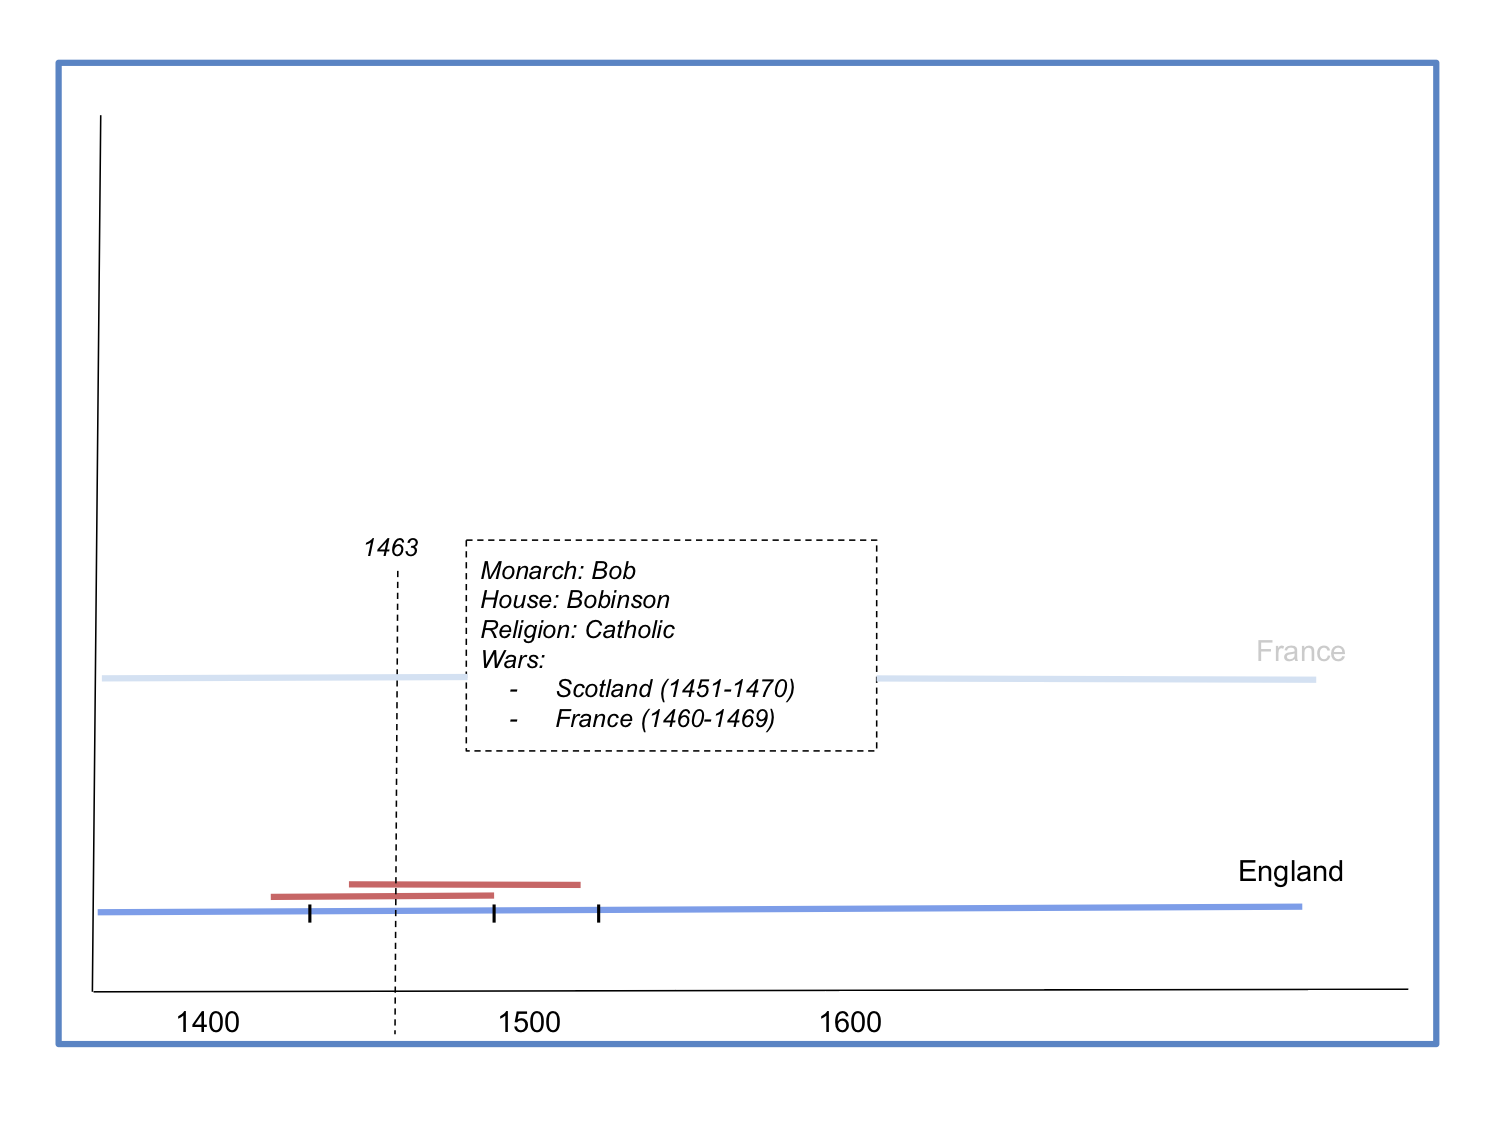 1463
Monarch: Bob
House: Bobinson
Religion: Catholic
Wars:
- Scotland (1451-1470)
- France (1460-1469)
France
England
1400 1500 1600